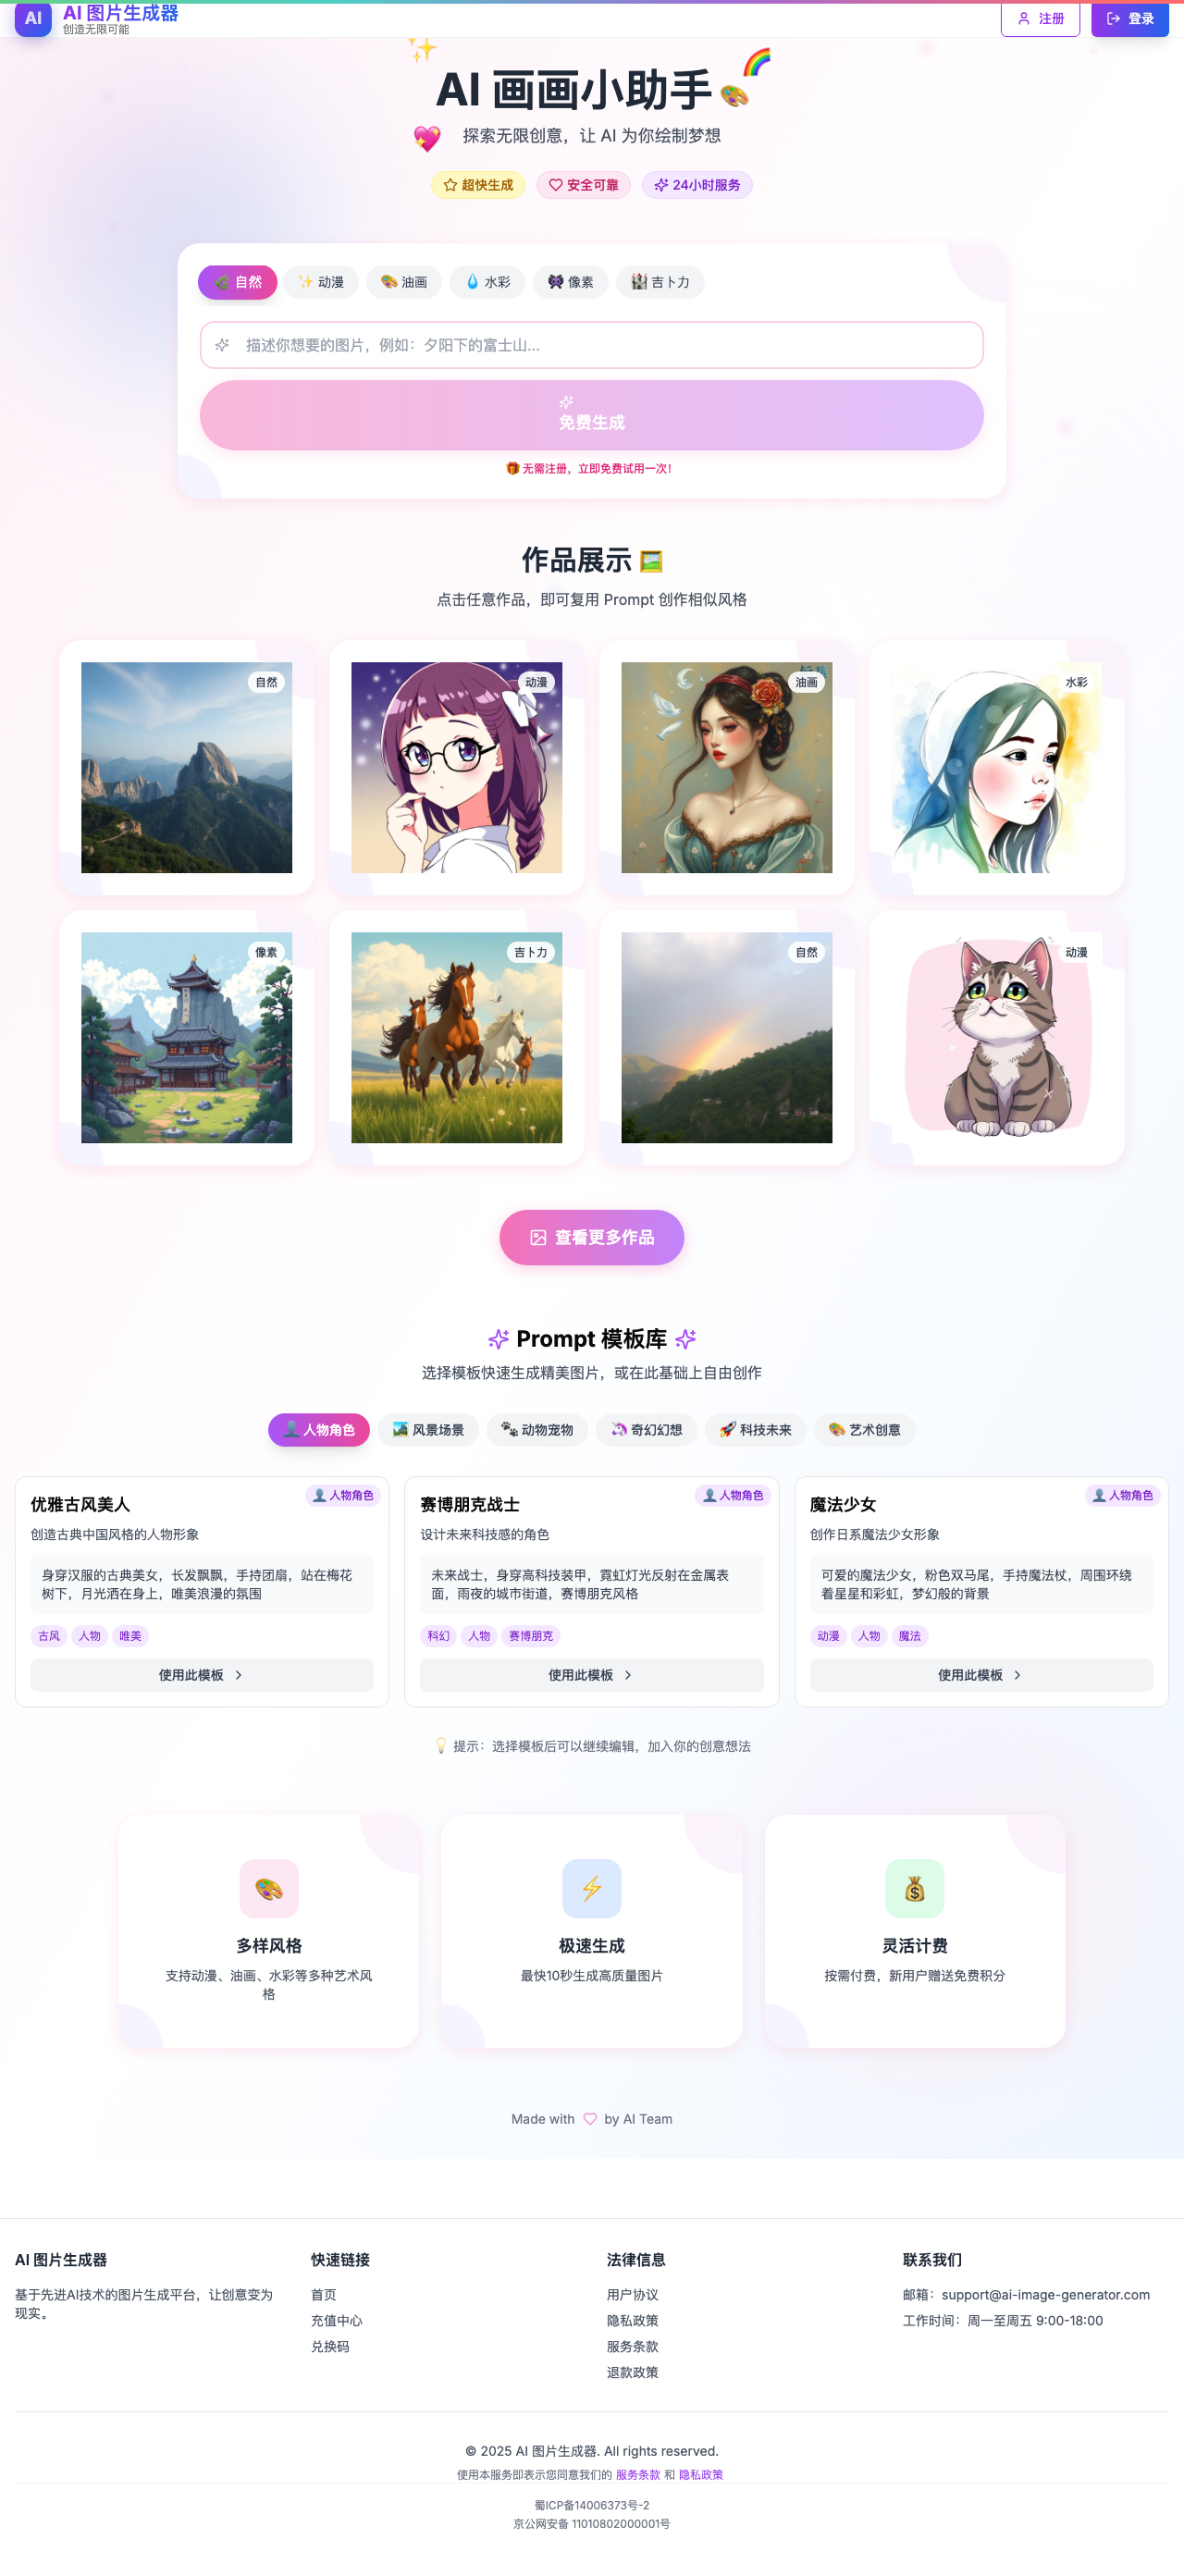 AI
AI 图片生成器
创造无限可能
注册
登录
✨
🌈
AI 画画小助手 🎨
💖
探索无限创意，让 AI 为你绘制梦想
超快生成
安全可靠
24小时服务
🌿 自然
✨ 动漫
🎨 油画
💧 水彩
👾 像素
🏰 吉卜力
描述你想要的图片，例如：夕阳下的富士山...
免费生成
🎁 无需注册，立即免费试用一次！
作品展示 🖼️
点击任意作品，即可复用 Prompt 创作相似风格
自然
动漫
油画
水彩
像素
吉卜力
自然
动漫
查看更多作品
Prompt 模板库
选择模板快速生成精美图片，或在此基础上自由创作
👤 人物角色
🏞️ 风景场景
🐾 动物宠物
🦄 奇幻幻想
🚀 科技未来
🎨 艺术创意
👤 人物角色
优雅古风美人
创造古典中国风格的人物形象
身穿汉服的古典美女，长发飘飘，手持团扇，站在梅花
树下，月光洒在身上，唯美浪漫的氛围
古风 人物 唯美
使用此模板
👤 人物角色
赛博朋克战士
设计未来科技感的角色
未来战士，身穿高科技装甲，霓虹灯光反射在金属表
面，雨夜的城市街道，赛博朋克风格
科幻 人物 赛博朋克
使用此模板
👤 人物角色
魔法少女
创作日系魔法少女形象
可爱的魔法少女，粉色双马尾，手持魔法杖，周围环绕
着星星和彩虹，梦幻般的背景
动漫 人物 魔法
使用此模板
💡 提示：选择模板后可以继续编辑，加入你的创意想法
🎨
多样风格
支持动漫、油画、水彩等多种艺术风
格
⚡
极速生成
最快10秒生成高质量图片
💰
灵活计费
按需付费，新用户赠送免费积分
Made with ♡ by AI Team
AI 图片生成器
基于先进AI技术的图片生成平台，让创意变为
现实。
快速链接
首页
充值中心
兑换码
法律信息
用户协议
隐私政策
服务条款
退款政策
联系我们
邮箱：support@ai-image-generator.com
工作时间：周一至周五 9:00-18:00
© 2025 AI 图片生成器. All rights reserved.
使用本服务即表示您同意我们的 服务条款 和 隐私政策
蜀ICP备14006373号-2
京公网安备 11010802000001号